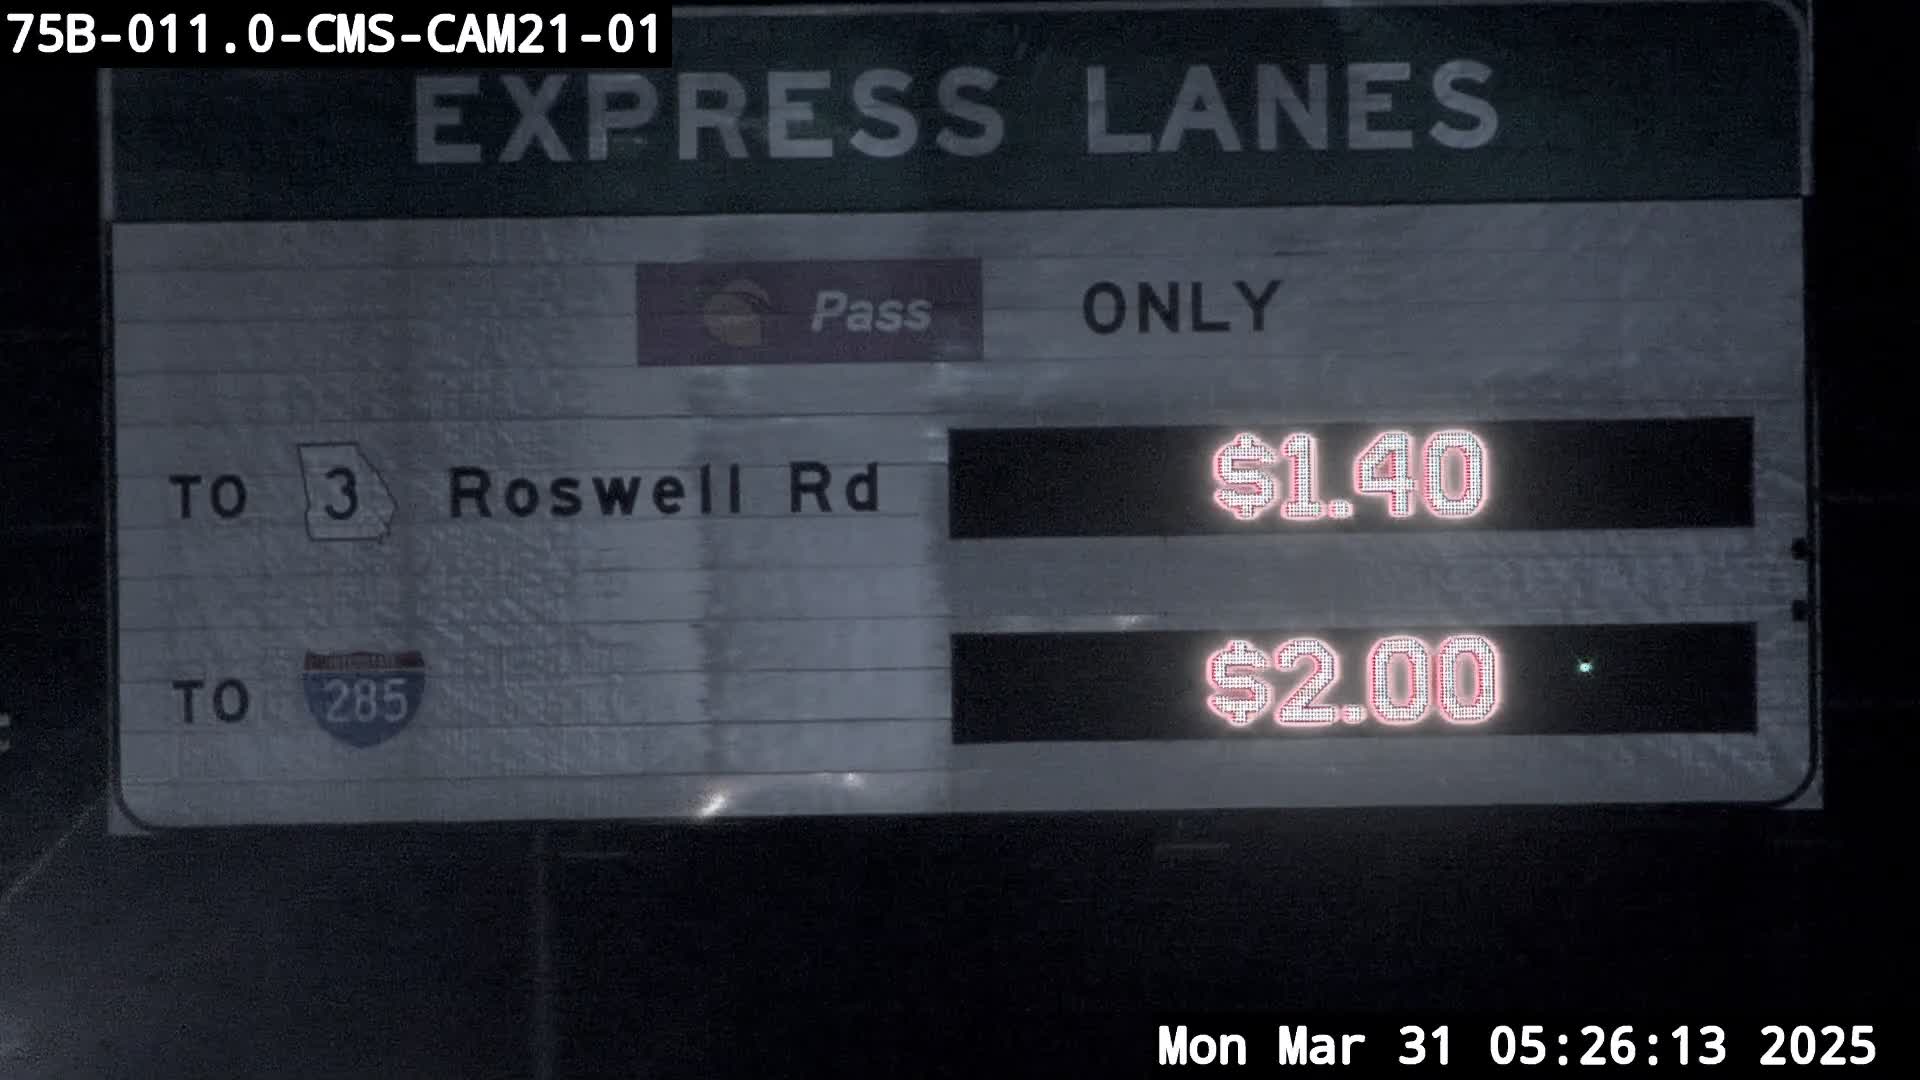 75B-011.0-CMS-CAM21-01
EXPRESS LANES
Pass ONLY
TO 3 Roswell Rd $1.40
TO INTERSTATE 285 $2.00
Mon Mar 31 05:26:13 2025